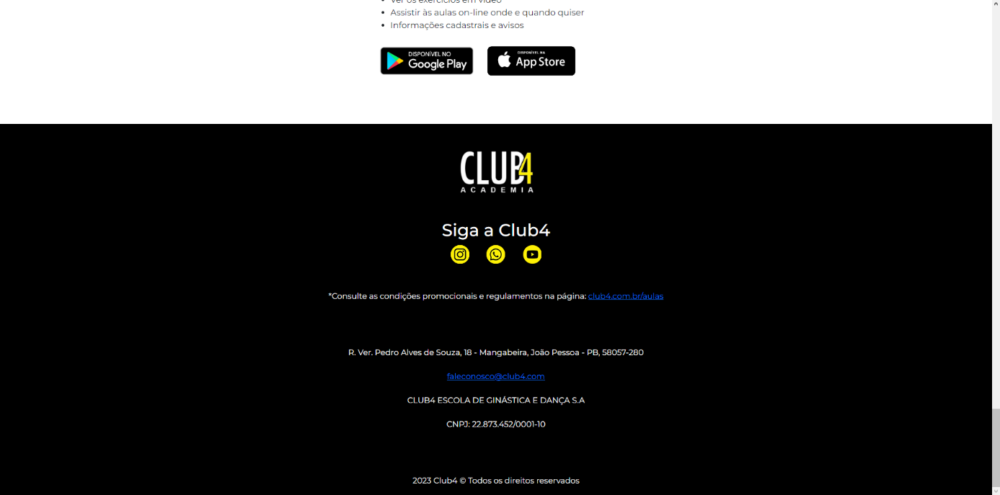 Ver os exercícios em vídeo
Assistir às aulas on-line onde e quando quiser
Informações cadastrais e avisos
DISPONÍVEL NO
Google Play
DISPONÍVEL NA
App Store
CLUB4
ACADEMIA
Siga a Club4
*Consulte as condições promocionais e regulamentos na página: club4.com.br/aulas
R. Ver. Pedro Alves de Souza, 18 - Mangabeira, João Pessoa - PB, 58057-280
faleconosco@club4.com
CLUB4 ESCOLA DE GINÁSTICA E DANÇA S.A
CNPJ: 22.873.452/0001-10
2023 Club4 © Todos os direitos reservados